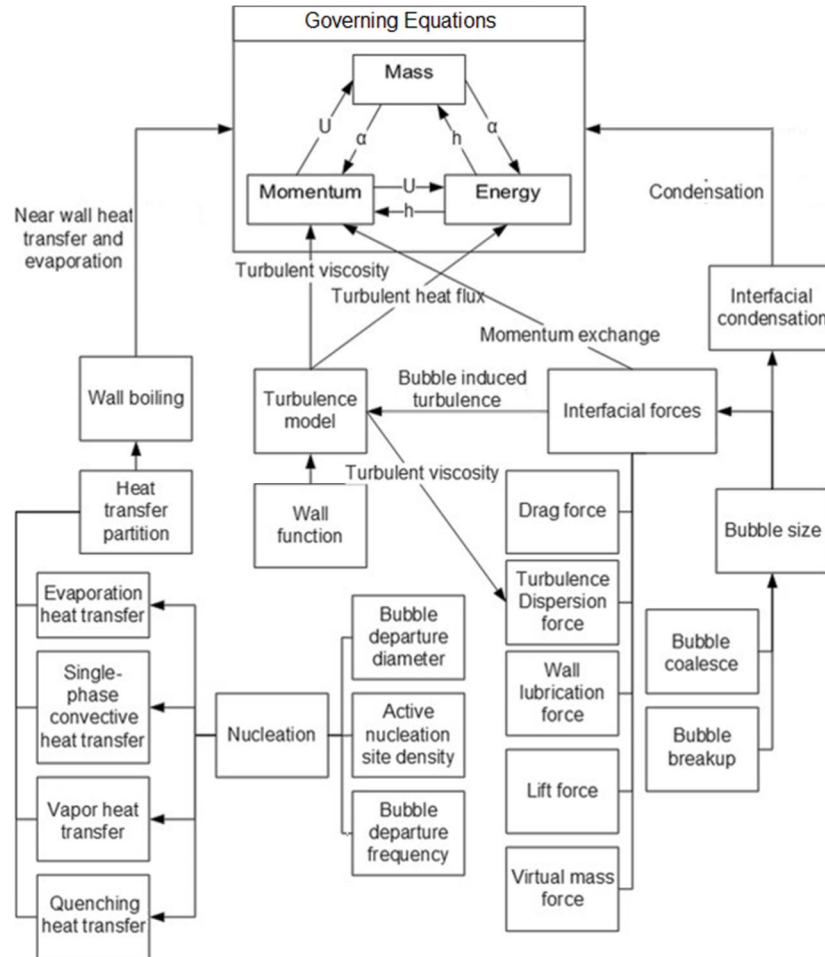 Governing Equations
Mass
U
α
h
α
Momentum
U
h
Energy
Near wall heat
transfer and
evaporation
Condensation
Turbulent viscosity
Turbulent heat flux
Momentum exchange
Interfacial
condensation
Wall boiling
Turbulence
model
Bubble induced
turbulence
Interfacial forces
Heat
transfer
partition
Turbulent viscosity
Wall
function
Drag force
Bubble size
Evaporation
heat transfer
Bubble
departure
diameter
Turbulence
Dispersion
force
Bubble
coalesce
Single-
phase
convective
heat transfer
Nucleation
Active
nucleation
site density
Wall
lubrication
force
Bubble
breakup
Vapor heat
transfer
Bubble
departure
frequency
Lift force
Quenching
heat transfer
Virtual mass
force